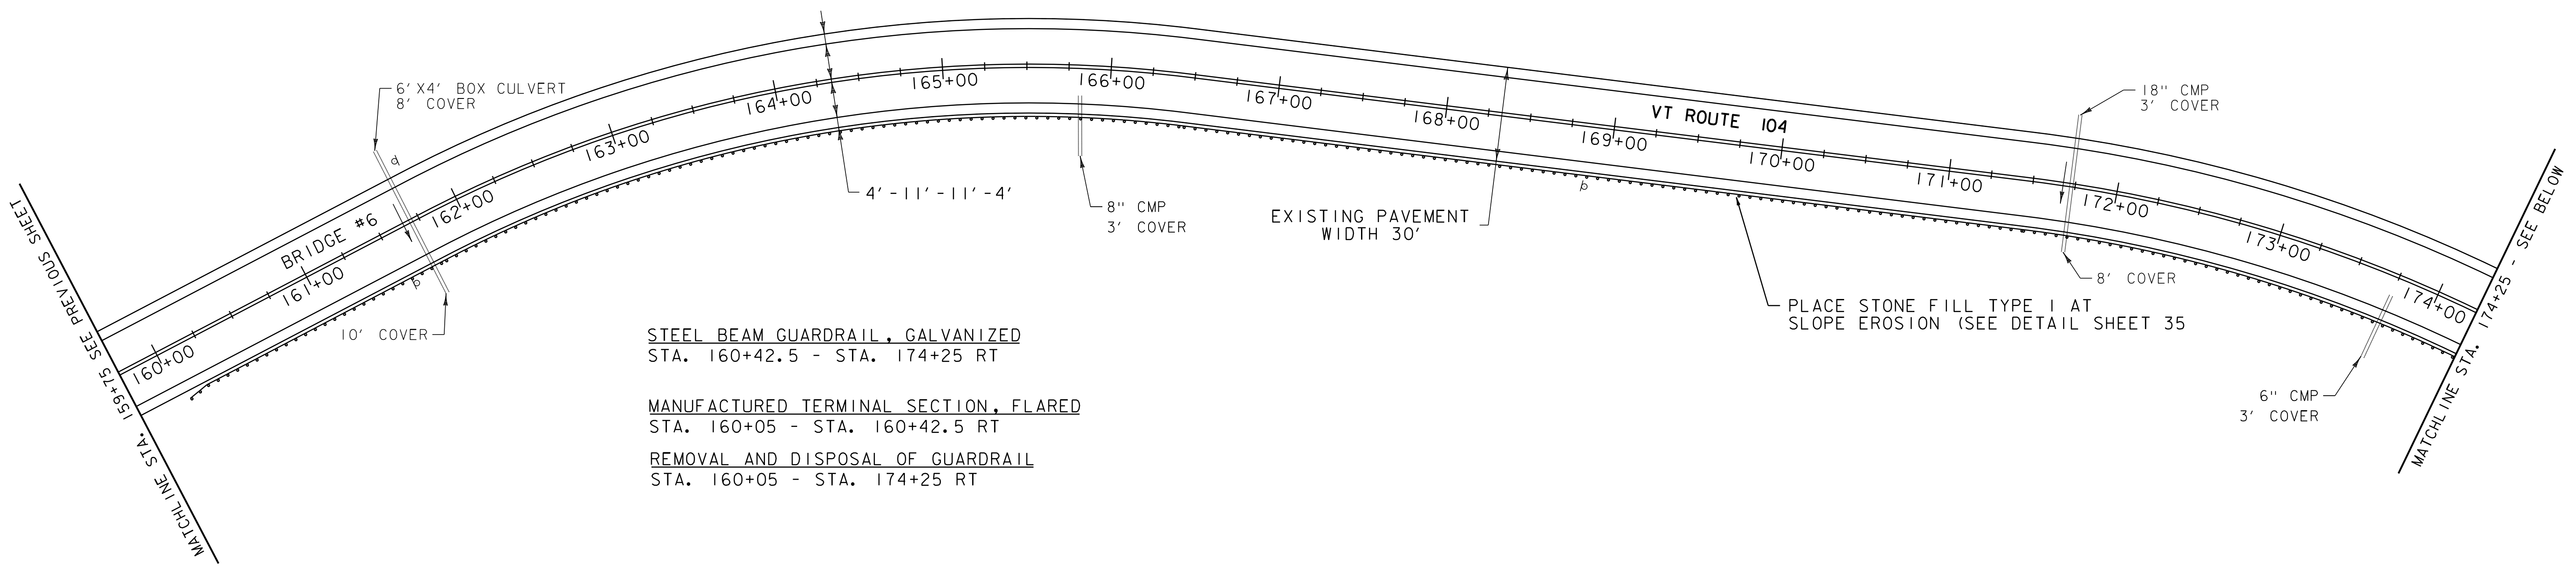 6'X4' BOX CULVERT
8' COVER
18" CMP
3' COVER
VT ROUTE 104
160+00
161+00
162+00
163+00
164+00
165+00
166+00
167+00
168+00
169+00
170+00
171+00
172+00
173+00
174+00
BRIDGE #6
4'-11'-11'-4'
8" CMP
3' COVER
EXISTING PAVEMENT
WIDTH 30'
8' COVER
10' COVER
PLACE STONE FILL TYPE I AT
SLOPE EROSION (SEE DETAIL SHEET 35
6" CMP
3' COVER
STEEL BEAM GUARDRAIL, GALVANIZED
STA. 160+42.5 - STA. 174+25 RT
MANUFACTURED TERMINAL SECTION, FLARED
STA. 160+05 - STA. 160+42.5 RT
REMOVAL AND DISPOSAL OF GUARDRAIL
STA. 160+05 - STA. 174+25 RT
MATCHLINE STA. 159+75 SEE PREVIOUS SHEET
MATCHLINE STA. 174+25 - SEE BELOW